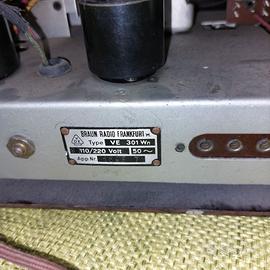 BRAUN RADIO FRANKFURT M.
Type VE 301 Wn
110/220 Volt 50 ~
App Nr